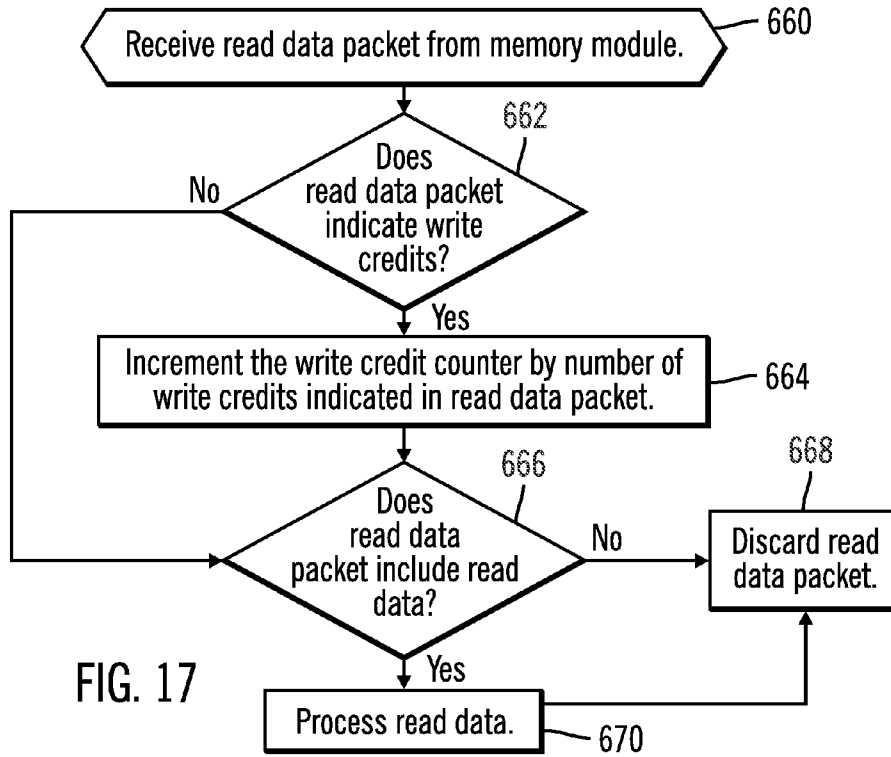 Receive read data packet from memory module.
660
662
Does
read data packet
indicate write
credits?
No
Yes
Increment the write credit counter by number of
write credits indicated in read data packet.
664
666
Does
read data
packet include read
data?
No
668
Discard read
data packet.
Yes
FIG. 17
Process read data.
670